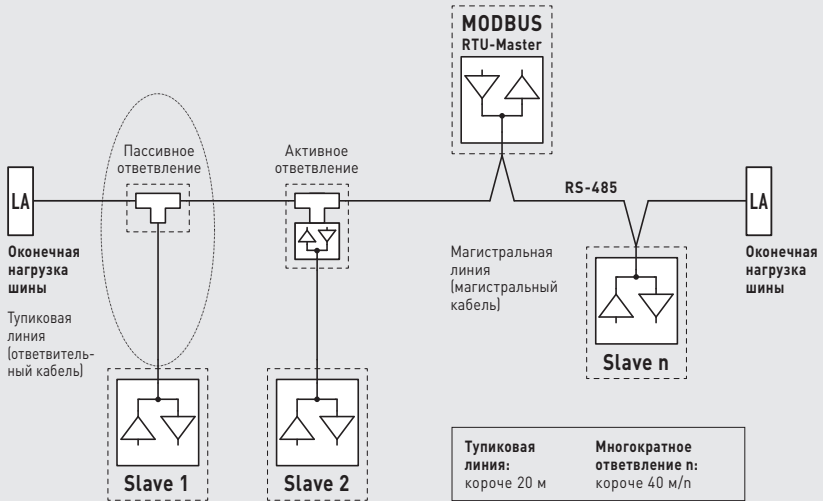 MODBUS
RTU-Master
Пассивное
ответвление
Активное
ответвление
LA
RS-485
LA
Оконечная
нагрузка
шины
Магистральная
линия
(магистральный
кабель)
Оконечная
нагрузка
шины
Тупиковая
линия
(ответвитель-
ный кабель)
Slave n
Slave 1
Slave 2
Тупиковая
линия:
короче 20 м
Многократное
ответвление n:
короче 40 м/n